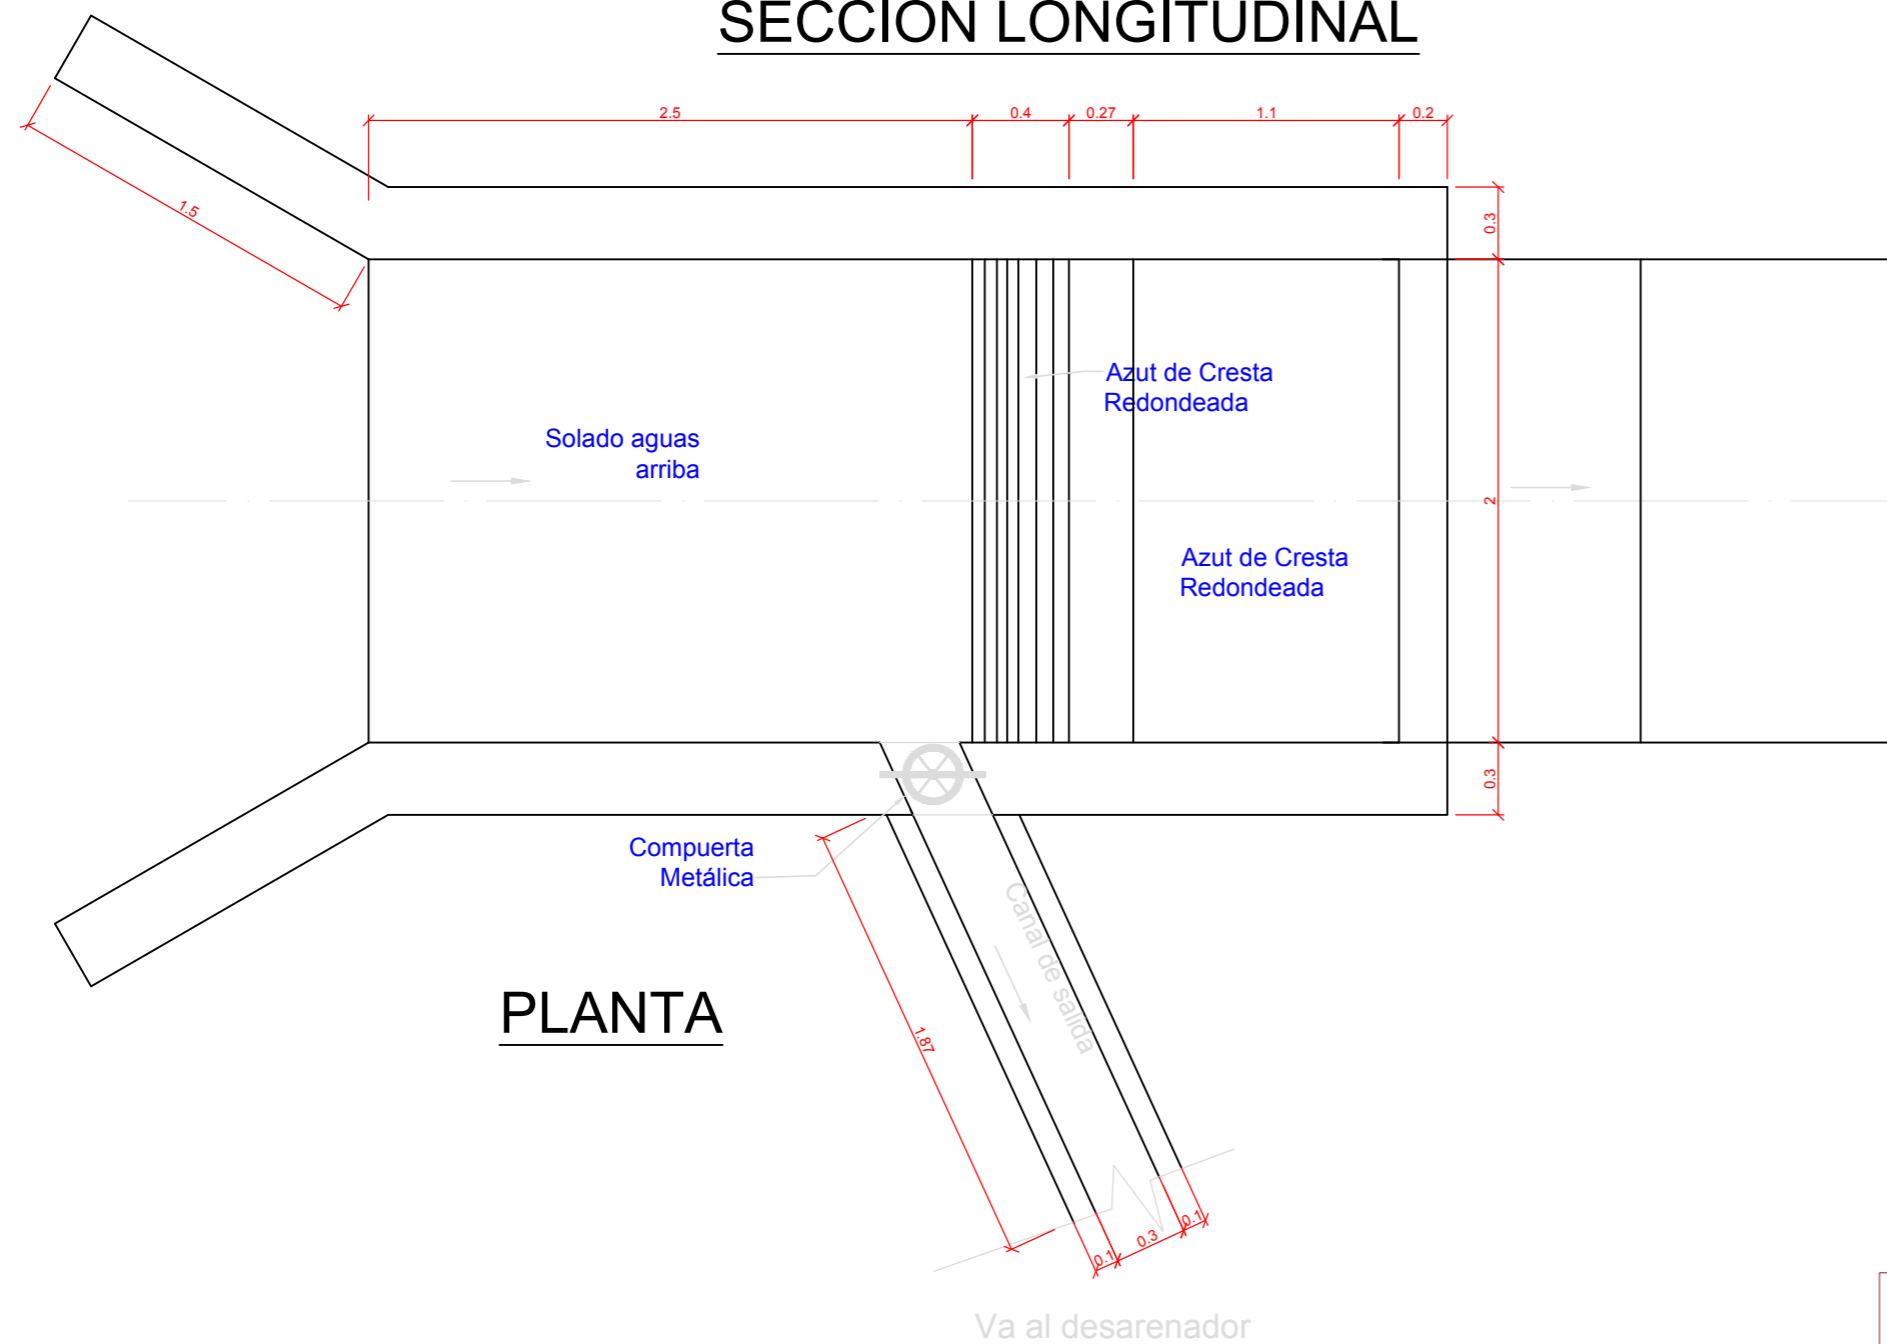 SECCION LONGITUDINAL
2.5
0.4
0.27
1.1
0.2
1.5
0.3
Azut de Cresta
Redondeada
Solado aguas
arriba
2
Azut de Cresta
Redondeada
0.3
Compuerta
Metálica
Canal de salida
PLANTA
1.87
0.1
0.3
0.1
Va al desarenador